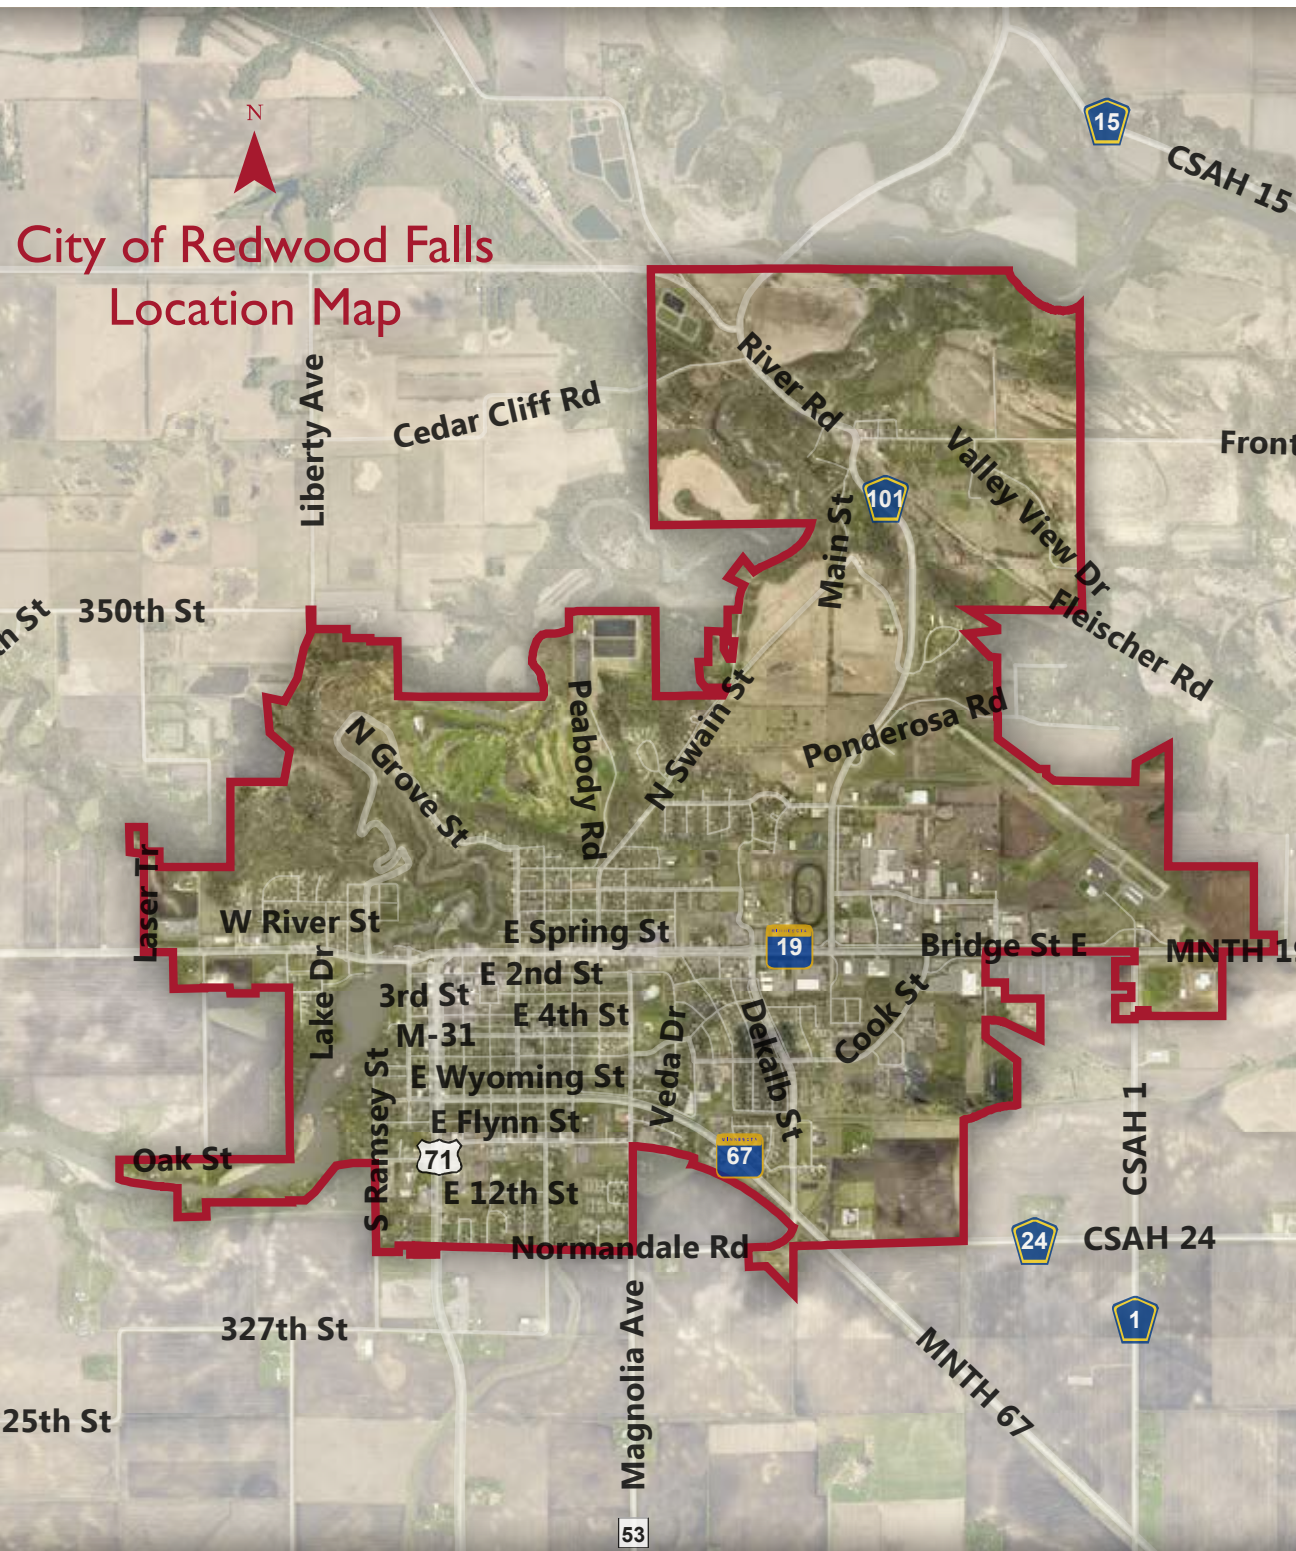 N
City of Redwood Falls
Location Map
15
CSAH 15
Liberty Ave
Cedar Cliff Rd
River Rd
Front
Valley View Dr
101
Main St
350th St
th St
Fleischer Rd
Peabody Rd
N Swain St
Ponderosa Rd
N Grove St
Laser Tr
W River St
E Spring St
19
Bridge St E
MNTH 19
Lake Dr
E 2nd St
3rd St
E 4th St
M-31
Veda Dr
Dekalb St
Cook St
E Wyoming St
E Flynn St
S Ramsey St
71
67
Oak St
E 12th St
CSAH 1
Normandale Rd
24
CSAH 24
327th St
1
Magnolia Ave
MNTH 67
25th St
53